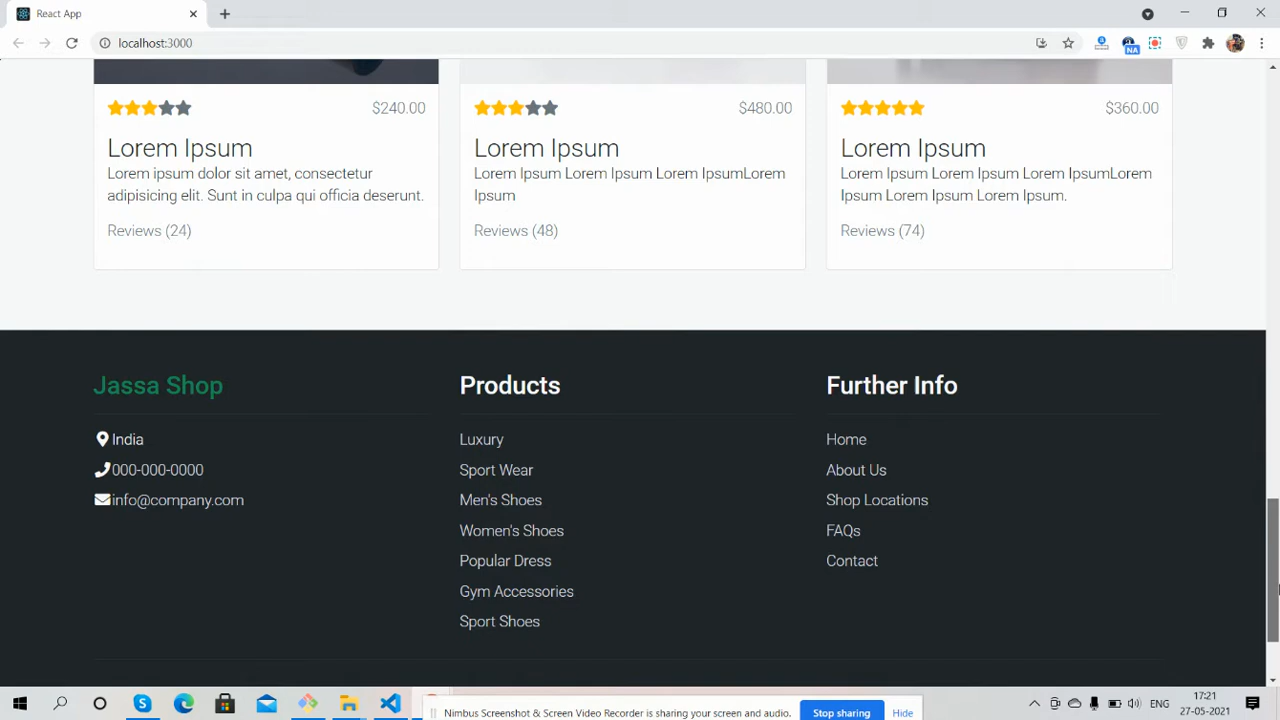 React App
localhost:3000
NA
$240.00
$480.00
$360.00
Lorem Ipsum
Lorem Ipsum
Lorem Ipsum
Lorem ipsum dolor sit amet, consectetur
adipisicing elit. Sunt in culpa qui officia deserunt.
Lorem Ipsum Lorem Ipsum Lorem IpsumLorem
Ipsum
Lorem Ipsum Lorem Ipsum Lorem IpsumLorem
Ipsum Lorem Ipsum Lorem Ipsum.
Reviews (24)
Reviews (48)
Reviews (74)
Jassa Shop
India
000-000-0000
info@company.com
Products
Luxury
Sport Wear
Men's Shoes
Women's Shoes
Popular Dress
Gym Accessories
Sport Shoes
Further Info
Home
About Us
Shop Locations
FAQs
Contact
Nimbus Screenshot & Screen Video Recorder is sharing your screen and audio.
Stop sharing
Hide
ENG
17:21
27-05-2021